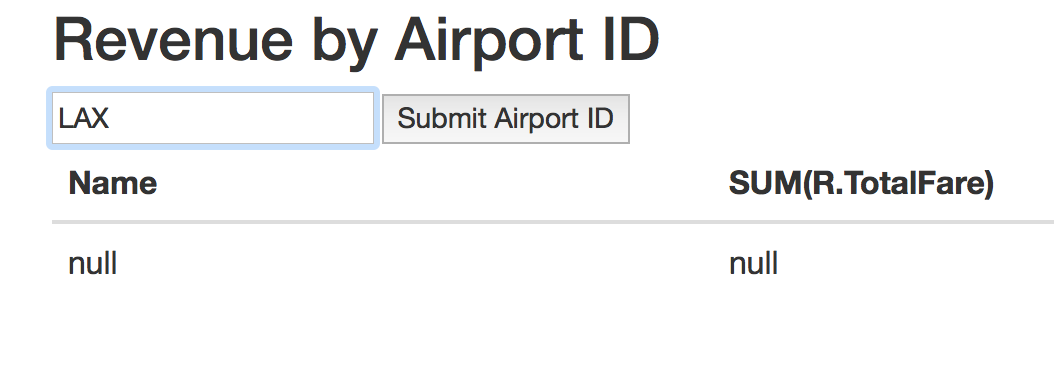 Revenue by Airport ID
LAX Submit Airport ID
Name SUM(R.TotalFare)
null null